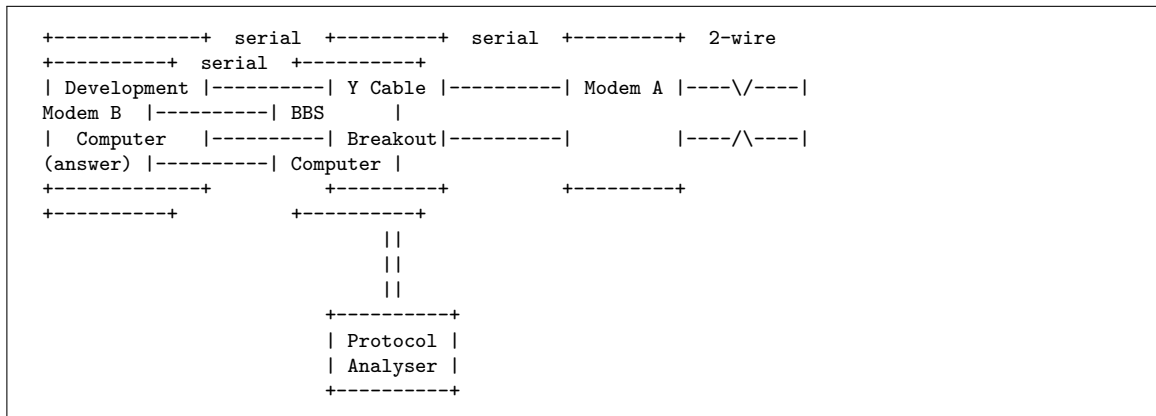 +-------------+  serial  +---------+  serial  +---------+  2-wire
+----------+  serial  +----------+
| Development |----------| Y Cable |----------| Modem A |----\/----|
Modem B  |----------| BBS      |
|  Computer   |----------| Breakout|----------|         |----/\----|
(answer) |----------| Computer |
+-------------+          +---------+          +---------+
+----------+          +----------+
||
||
||
+----------+
| Protocol |
| Analyser |
+----------+